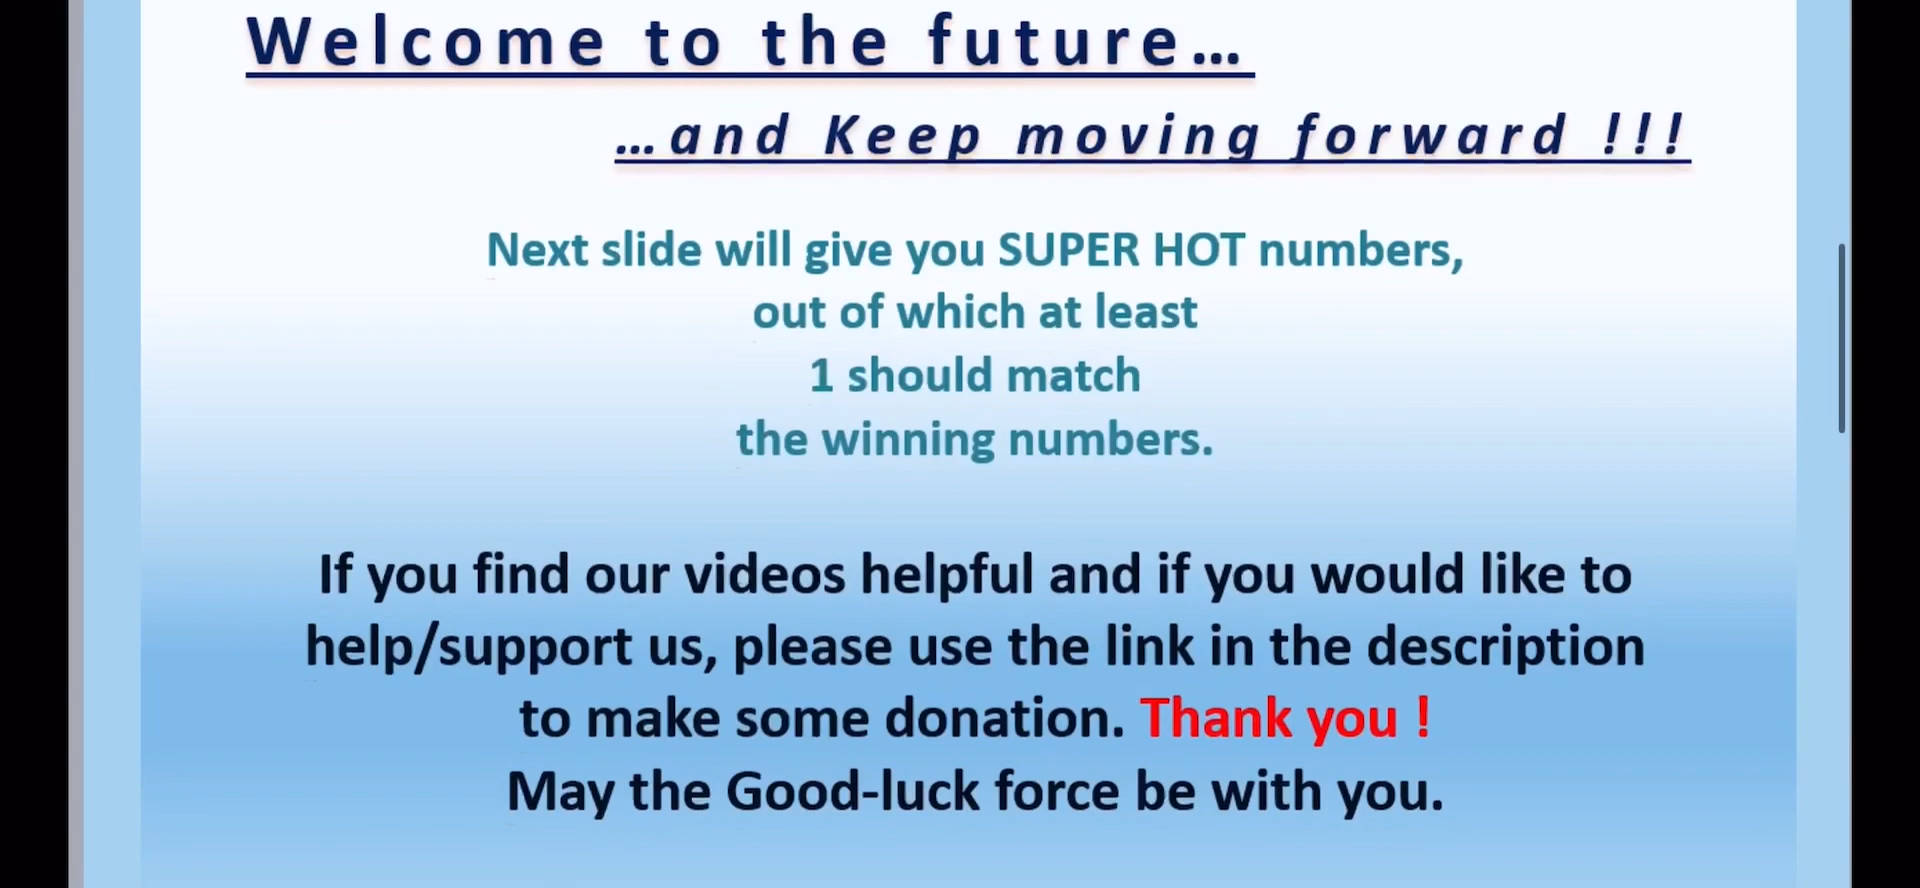 Welcome to the future...
...and Keep moving forward !!!
Next slide will give you SUPER HOT numbers,
out of which at least
1 should match
the winning numbers.
If you find our videos helpful and if you would like to
help/support us, please use the link in the description
to make some donation. Thank you !
May the Good-luck force be with you.